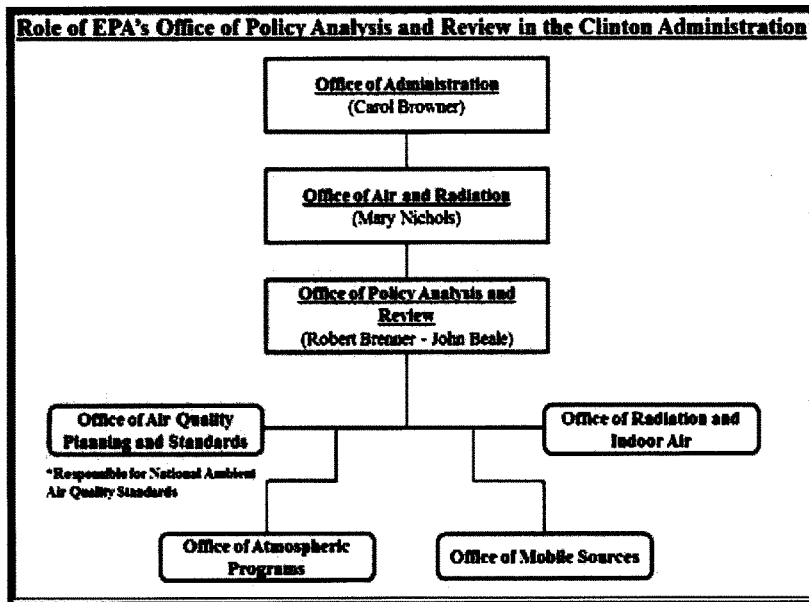 Role of EPA's Office of Policy Analysis and Review in the Clinton Administration
Office of Administration
(Carol Browner)
Office of Air and Radiation
(Mary Nichols)
Office of Policy Analysis and
Review
(Robert Brenner - John Beale)
Office of Air Quality
Planning and Standards
*Responsible for National Ambient
Air Quality Standards
Office of Radiation and
Indoor Air
Office of Atmospheric
Programs
Office of Mobile Sources